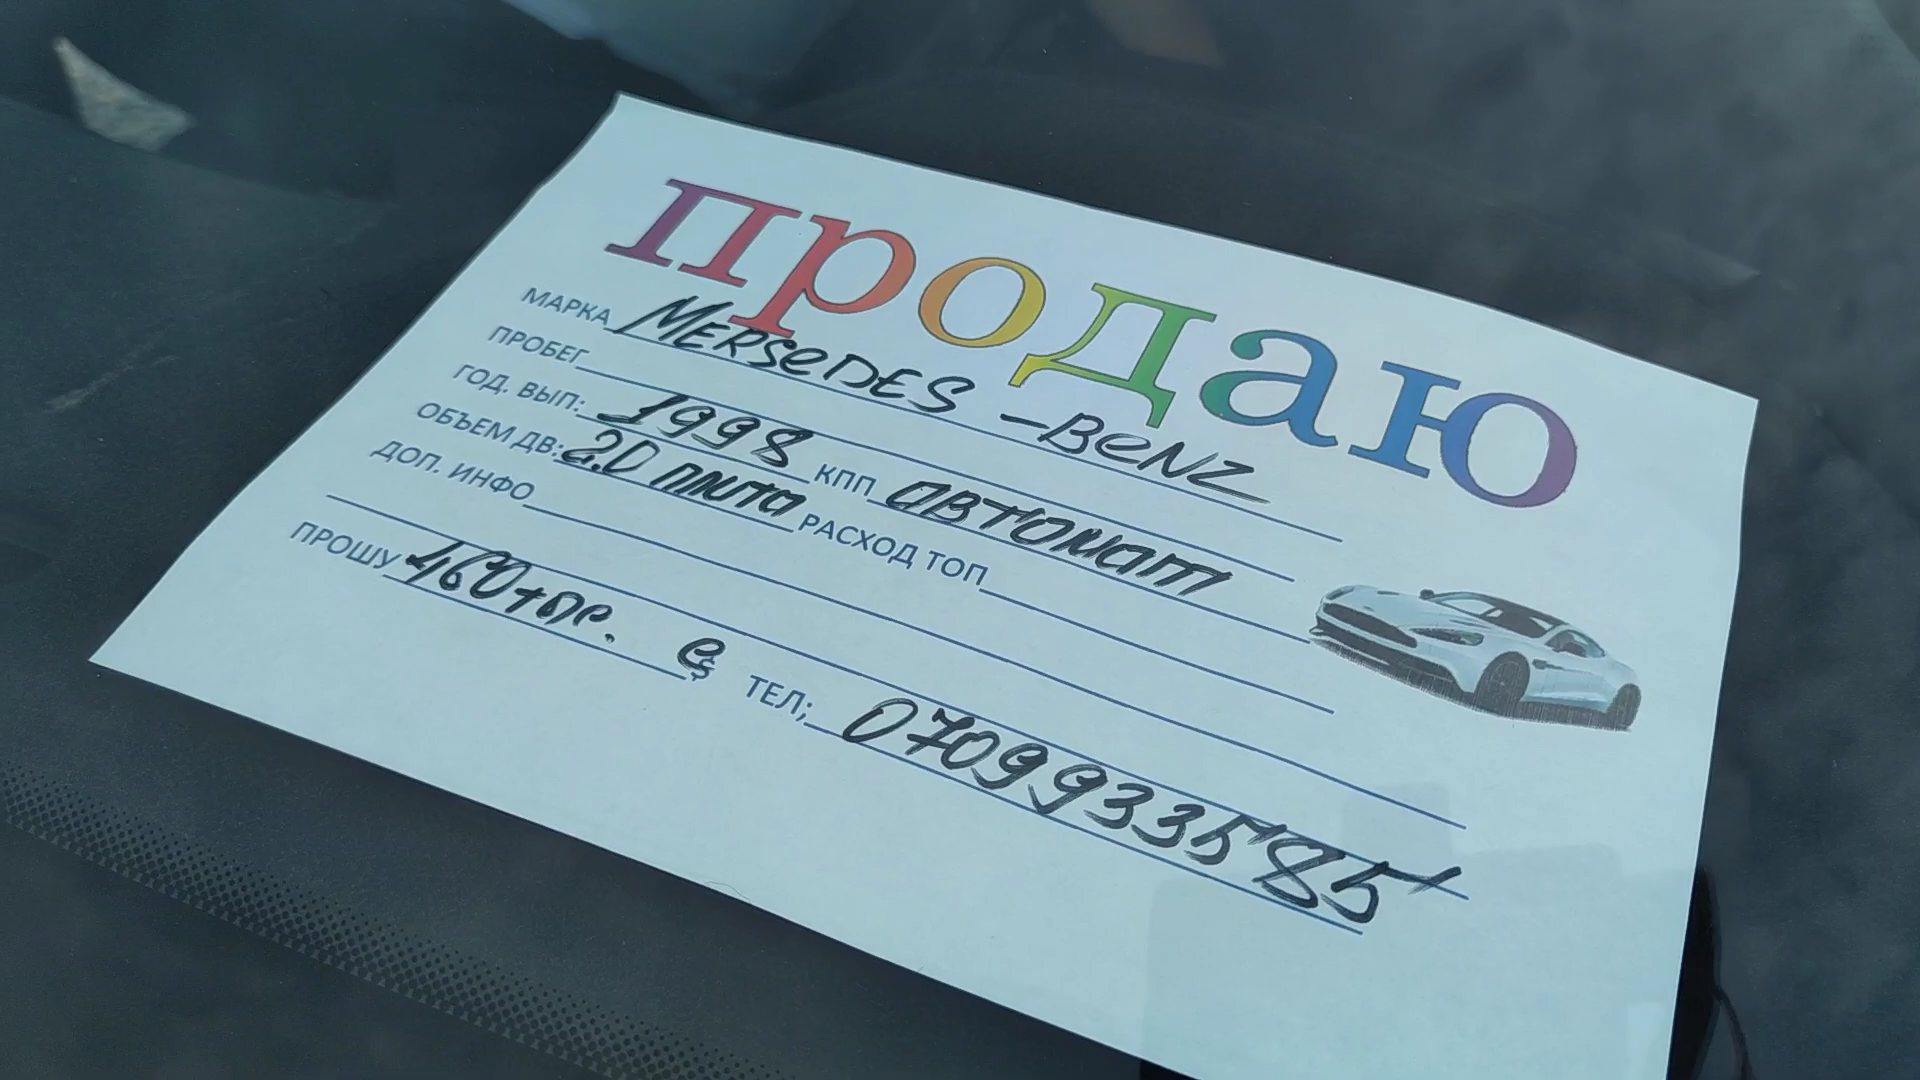 продаю
МАРКА MERSeDES - BeNZ
ПРОБЕГ
ГОД. ВЫП: 1998 КПП автомат
ОБЪЕМ ДВ: 2.0 плита РАСХОД ТОП
ДОП. ИНФО
ПРОШУ 460 с ТЕЛ; 0709933585